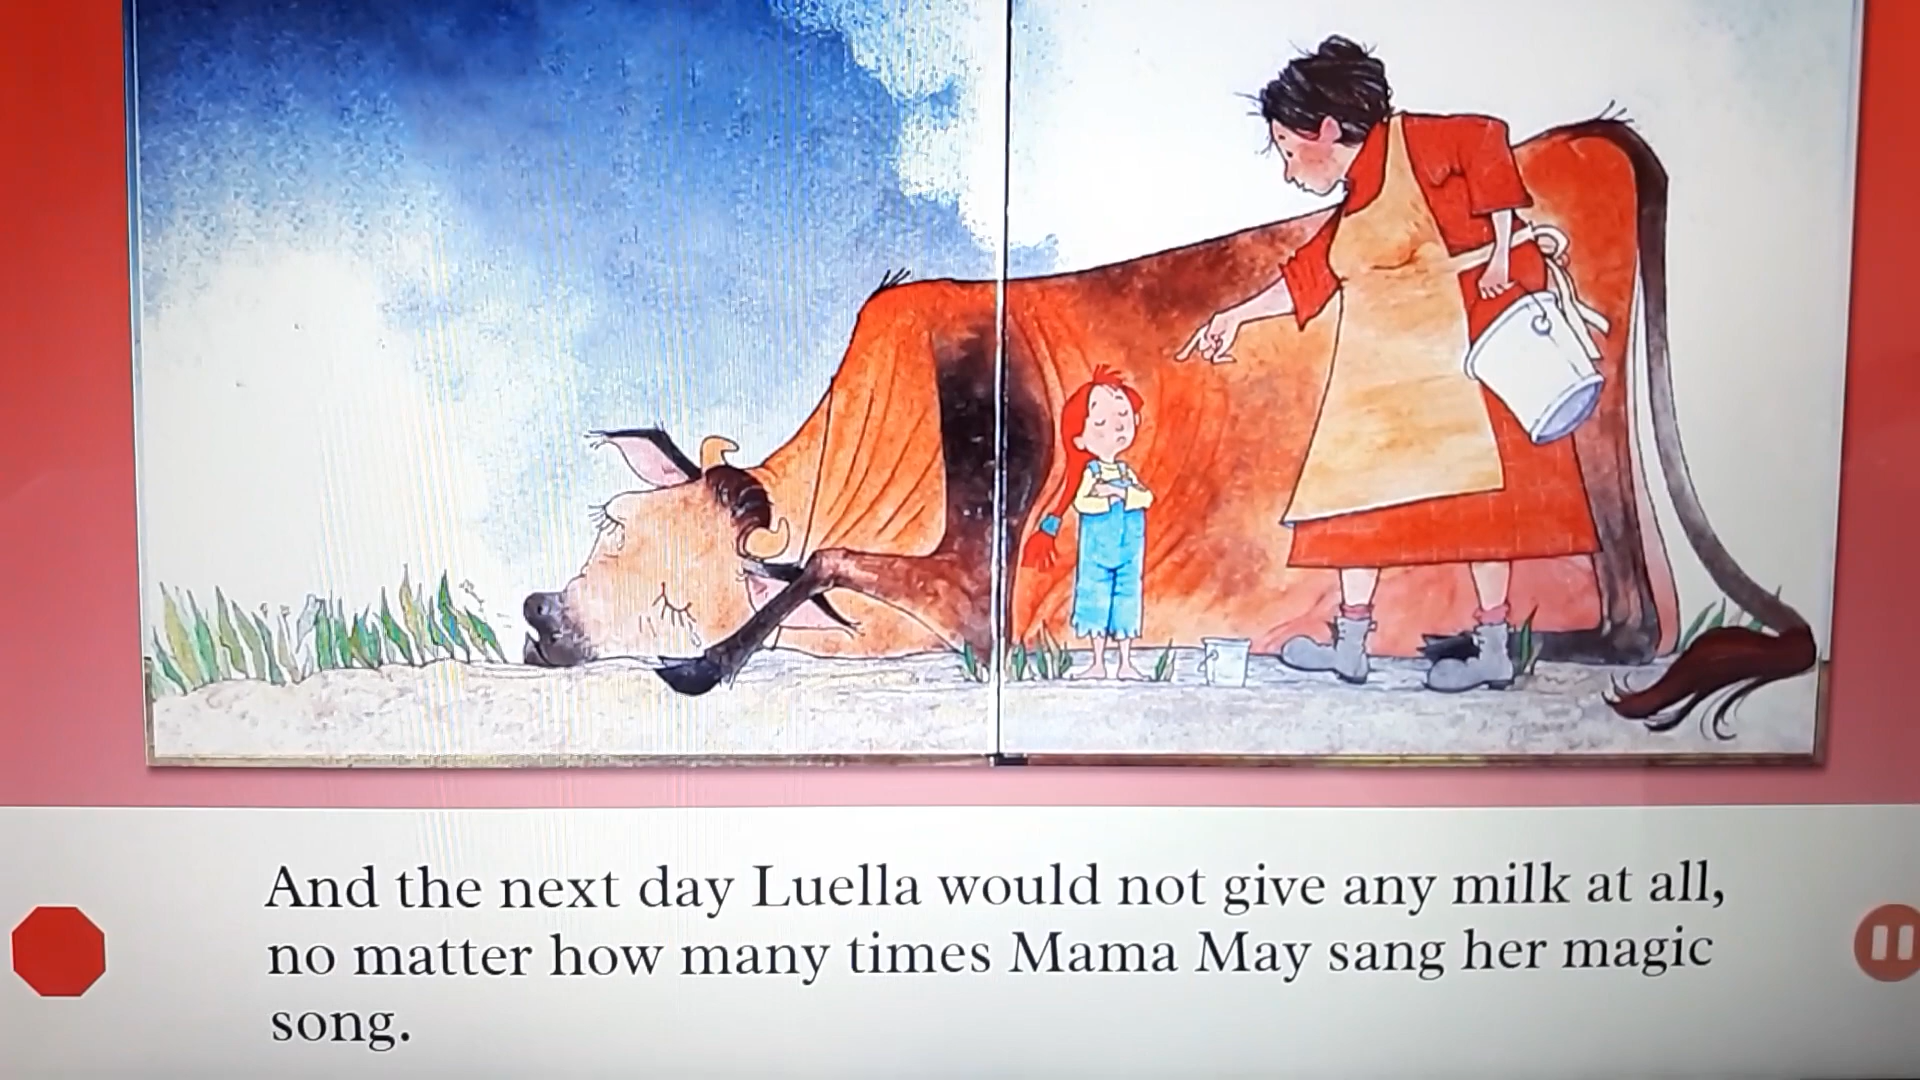 And the next day Luella would not give any milk at all,
no matter how many times Mama May sang her magic
song.